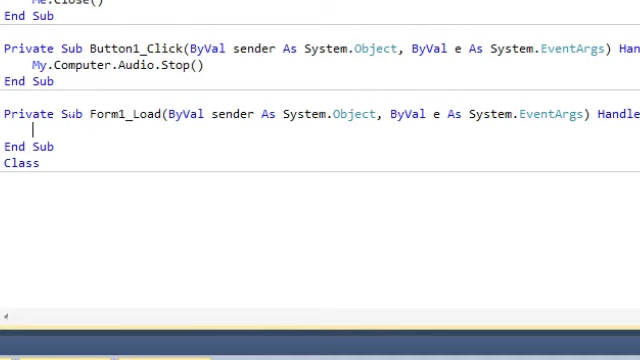 Me.Close()
End Sub
Private Sub Button1_Click(ByVal sender As System.Object, ByVal e As System.EventArgs) Han
My.Computer.Audio.Stop()
End Sub
Private Sub Form1_Load(ByVal sender As System.Object, ByVal e As System.EventArgs) Handle
End Sub
Class